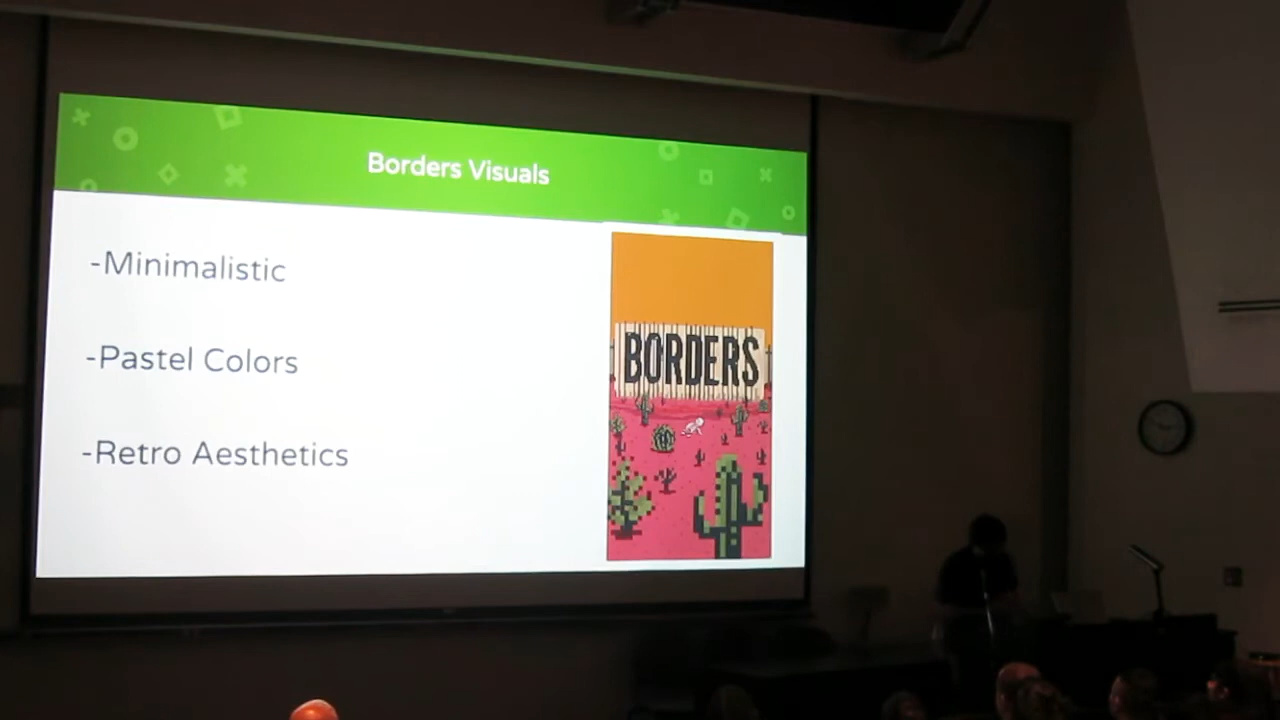 Borders Visuals
-Minimalistic
-Pastel Colors
-Retro Aesthetics
BORDERS